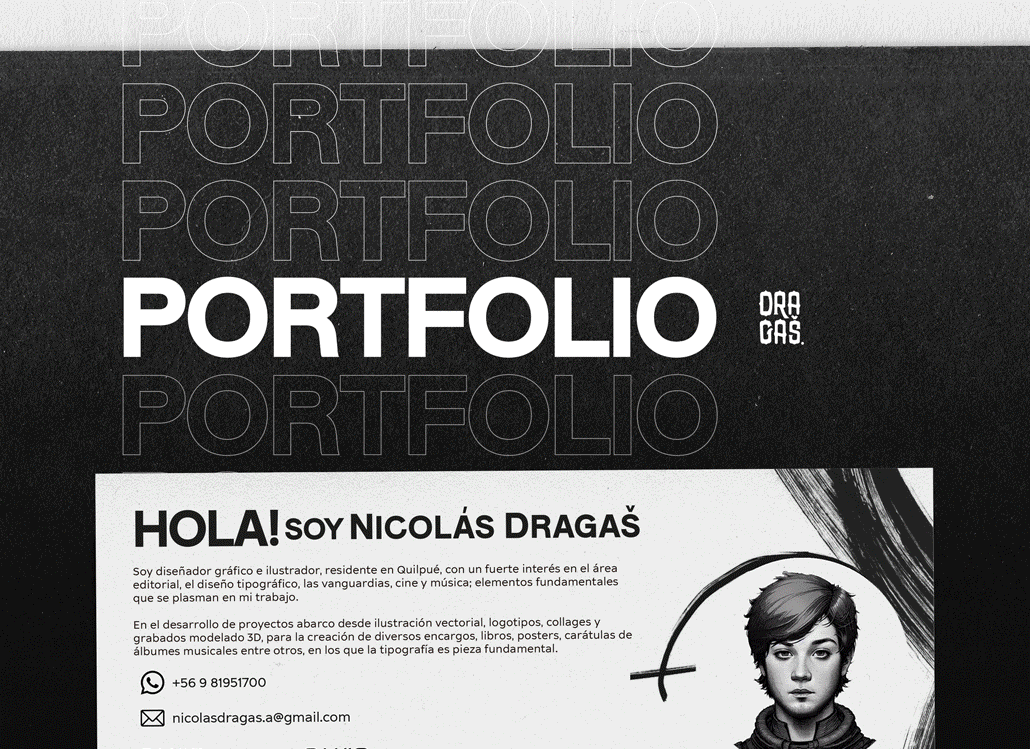 PORTFOLIO
PORTFOLIO
PORTFOLIO
PORTFOLIO
DRA
GAŠ.
PORTFOLIO
HOLA! SOY NICOLÁS DRAGAŠ
Soy diseñador gráfico e ilustrador, residente en Quilpué, con un fuerte interés en el área
editorial, el diseño tipográfico, las vanguardias, cine y música; elementos fundamentales
que se plasman en mi trabajo.
En el desarrollo de proyectos abarco desde ilustración vectorial, logotipos, collages y
grabados modelado 3D, para la creación de diversos encargos, libros, posters, carátulas de
álbumes musicales entre otros, en los que la tipografía es pieza fundamental.
+56 9 81951700
nicolasdragas.a@gmail.com